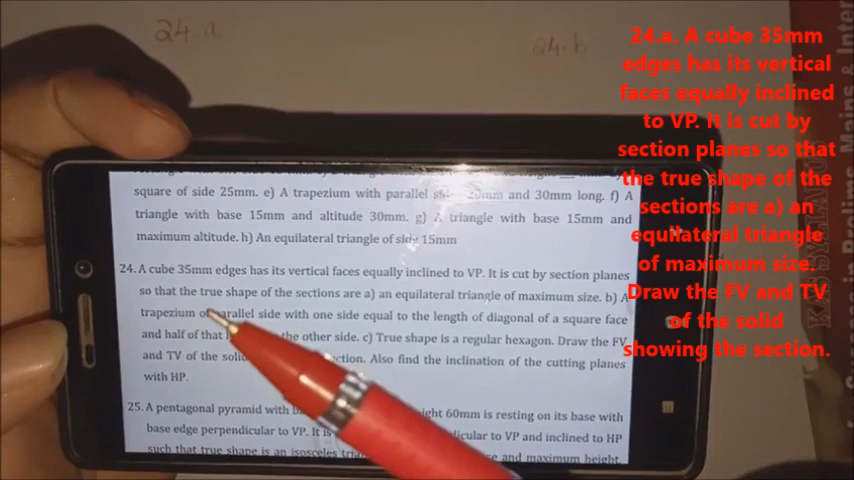 24.a
24.b
square of side 25mm. e) A trapezium with parallel 20mm and 30mm long. f) A
triangle with base 15mm and altitude 30mm. g) A triangle with base 15mm and
maximum altitude. h) An equilateral triangle of side 15mm
24. A cube 35mm edges has its vertical faces equally inclined to VP. It is cut by section planes
so that the true shape of the sections are a) an equilateral triangle of maximum size. b) A
trapezium of parallel side with one side equal to the length of diagonal of a square face
and half of that the other side. c) True shape is a regular hexagon. Draw the FV
and TV of the Also find the inclination of the cutting planes
with HP.
25. A pentagonal pyramid with height 60mm is resting on its base with
base edge perpendicular to VP. It is to VP and inclined to HP
such that true shape is an isosceles and maximum height.
24.a. A cube 35mm
edges has its vertical
faces equally inclined
to VP. It is cut by
section planes so that
the true shape of the
sections are a) an
equilateral triangle
of maximum size.
Draw the FV and TV
of the solid
showing the section.